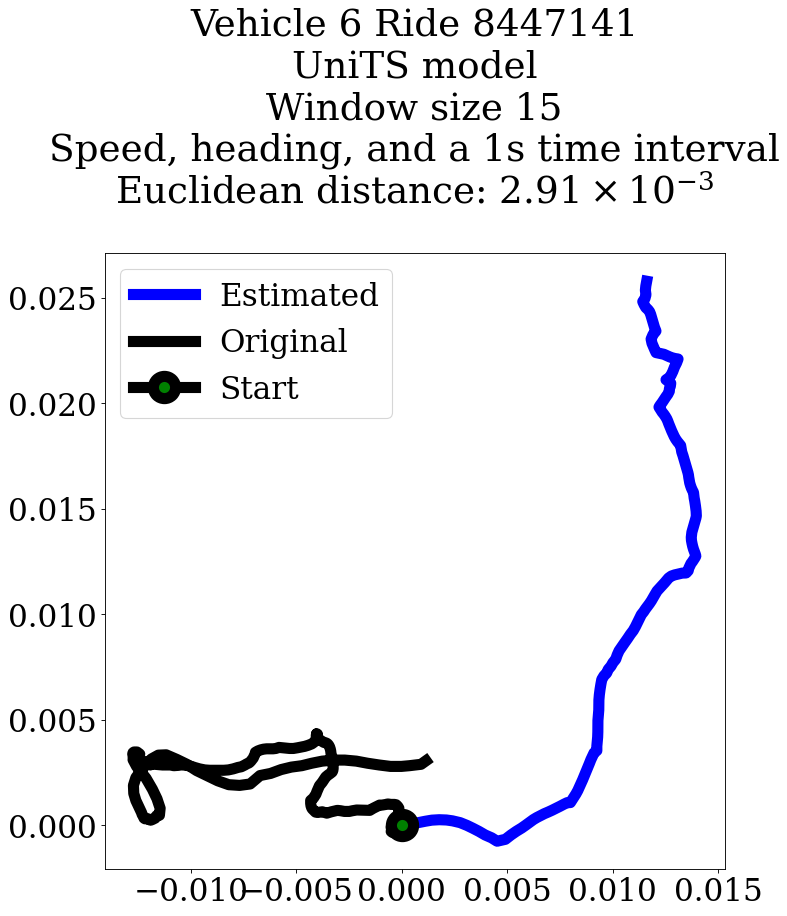 Vehicle 6 Ride 8447141
UniTS model
Window size 15
Speed, heading, and a 1s time interval
Euclidean distance: 2.91 × 10⁻³
Estimated
Original
Start
0.025
0.020
0.015
0.010
0.005
0.000
−0.010 −0.005 0.000 0.005 0.010 0.015